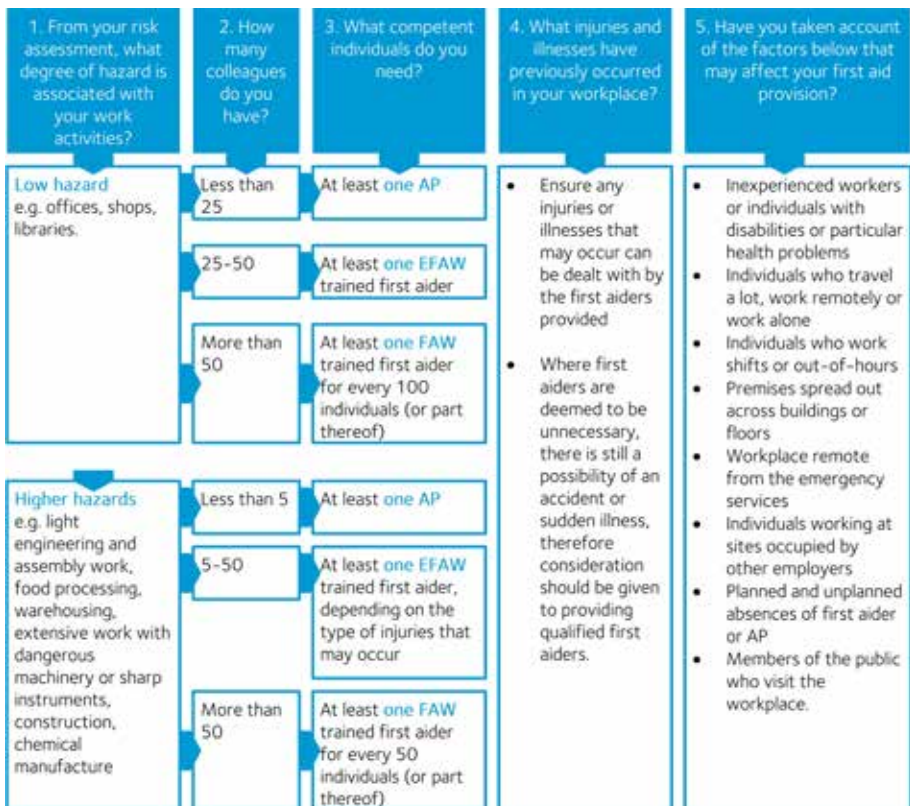 1. From your risk
assessment, what
degree of hazard is
associated with
your work
activities?
2. How
many
colleagues
do you
have?
3. What competent
individuals do you
need?
4. What injuries and
illnesses have
previously occurred
in your workplace?
5. Have you taken account
of the factors below that
may affect your first aid
provision?
Low hazard
e.g. offices, shops,
libraries.
Less than
25
At least one AP
25-50
At least one EFAW
trained first aider
More than
50
At least one FAW
trained first aider
for every 100
individuals (or part
thereof)
Higher hazards
e.g. light
engineering and
assembly work,
food processing,
warehousing,
extensive work with
dangerous
machinery or sharp
instruments,
construction,
chemical
manufacture
Less than 5
At least one AP
5-50
At least one EFAW
trained first aider,
depending on the
type of injuries that
may occur
More than
50
At least one FAW
trained first aider
for every 50
individuals (or part
thereof)
• Ensure any
injuries or
illnesses that
may occur can
be dealt with by
the first aiders
provided
• Where first
aiders are
deemed to be
unnecessary,
there is still a
possibility of an
accident or
sudden illness,
therefore
consideration
should be given
to providing
qualified first
aiders.
• Inexperienced workers
or individuals with
disabilities or particular
health problems
• Individuals who travel
a lot, work remotely or
work alone
• Individuals who work
shifts or out-of-hours
• Premises spread out
across buildings or
floors
• Workplace remote
from the emergency
services
• Individuals working at
sites occupied by
other employers
• Planned and unplanned
absences of first aider
or AP
• Members of the public
who visit the
workplace.